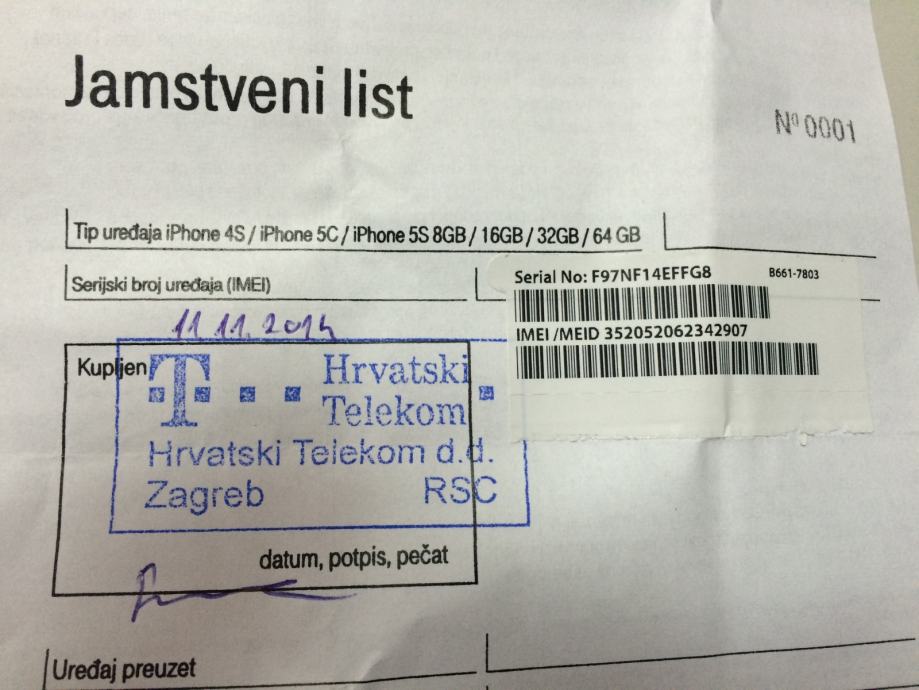 Jamstveni list
Nº 0001
Tip uređaja iPhone 4S / iPhone 5C / iPhone 5S 8GB / 16GB / 32GB / 64 GB
Serijski broj uređaja (IMEI)
Serial No: F97NF14EFFG8 B661-7803
IMEI /MEID 352052062342907
11 11. 2014
Kupljen
T Hrvatski
Telekom
Hrvatski Telekom d.d.
Zagreb RSC
datum, potpis, pečat
Uređaj preuzet